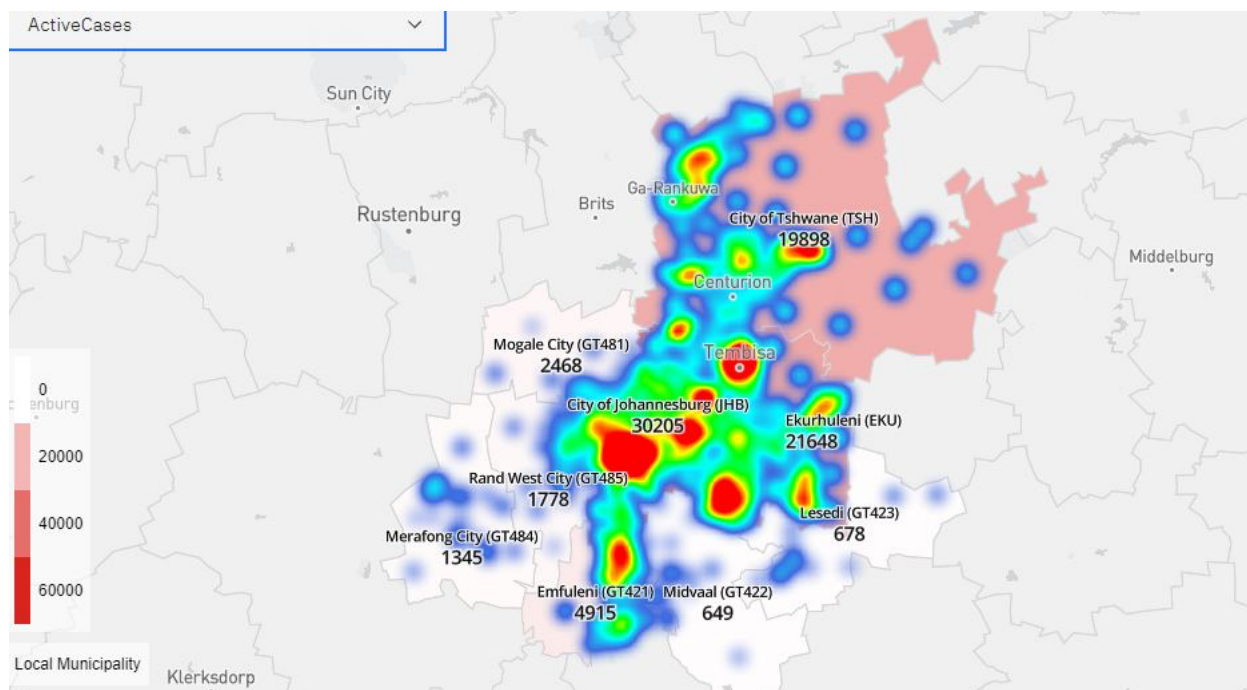 ActiveCases
Sun City
Ga-Rankuwa
Brits
Rustenburg
City of Tshwane (TSH)
19898
Middelburg
Centurion
Mogale City (GT481)
2468
Tembisa
0
enburg
City of Johannesburg (JHB)
30205
Ekurhuleni (EKU)
21648
20000
Rand West City (GT485)
1778
40000
Lesedi (GT423)
678
Merafong City (GT484)
1345
60000
Emfuleni (GT421)
4915
Midvaal (GT422)
649
Local Municipality
Klerksdorp